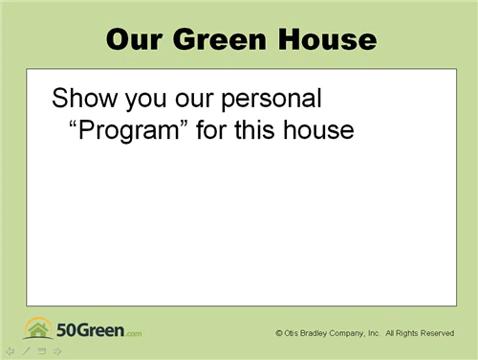 Our Green House
Show you our personal
“Program” for this house
50Green.com
© Otis Bradley Company, Inc. All Rights Reserved